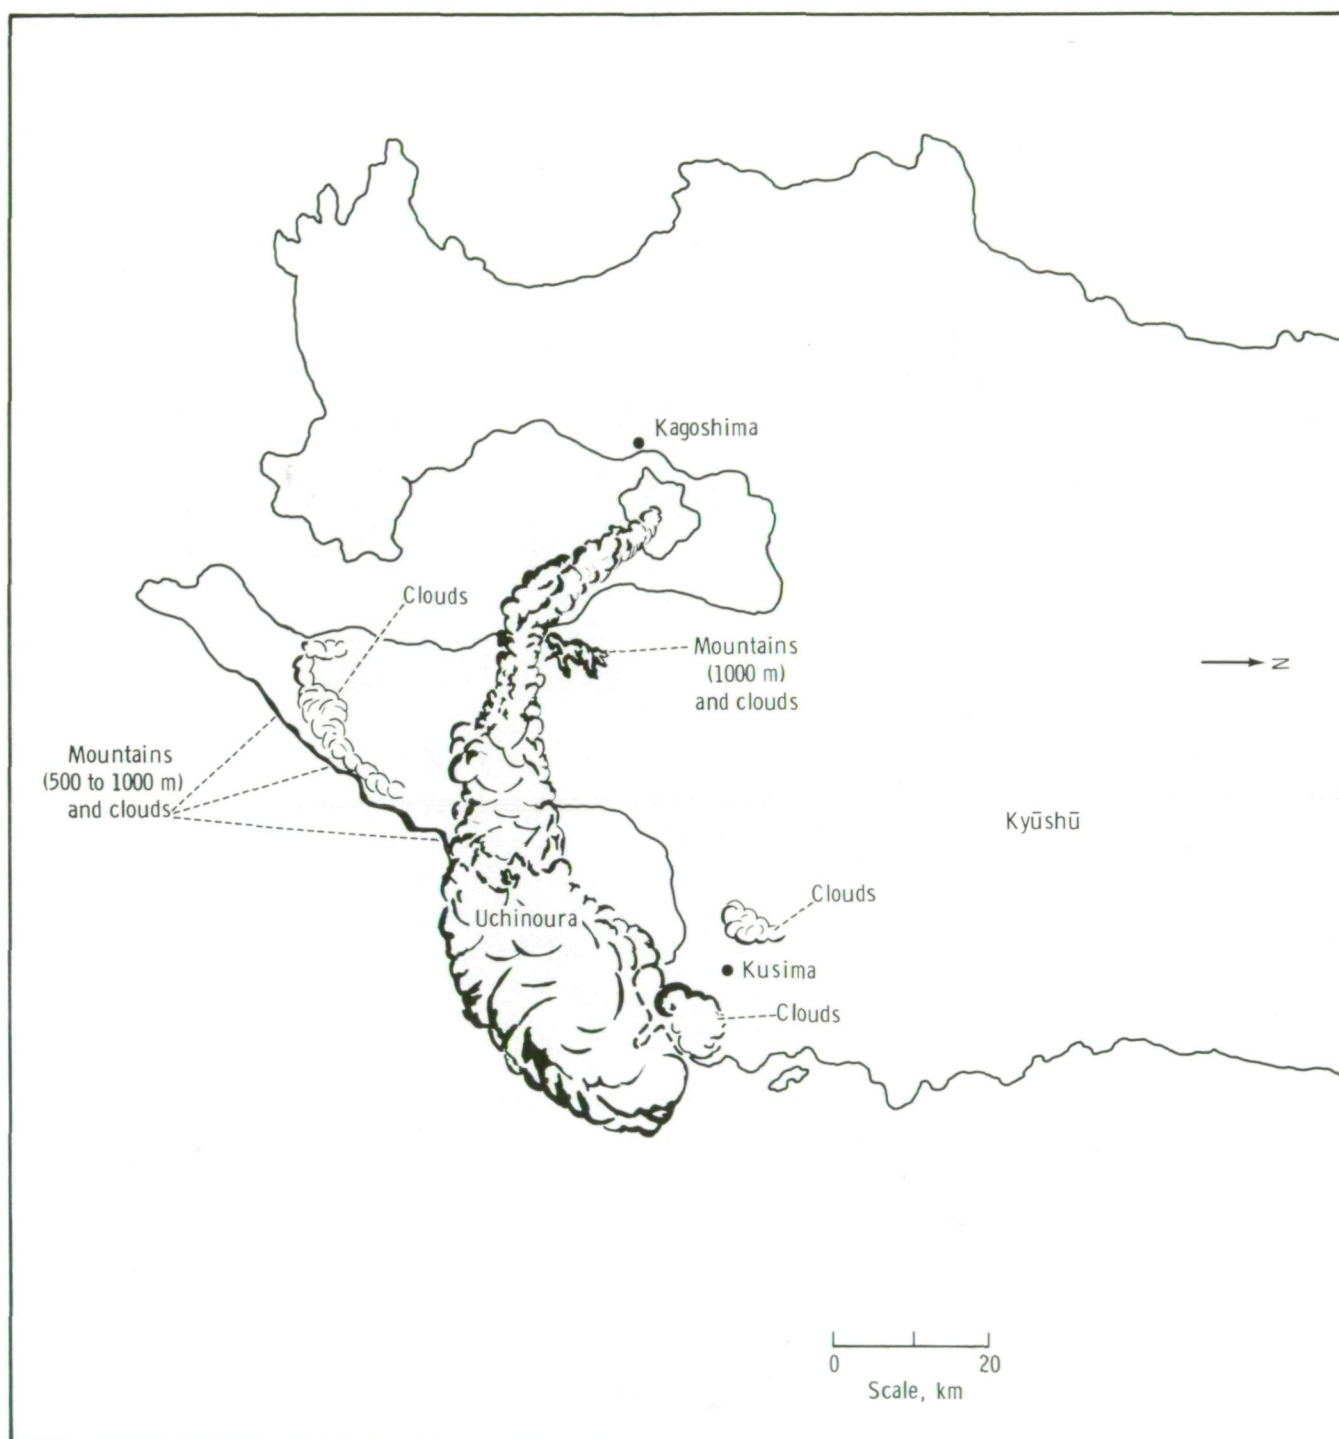 Kagoshima
Clouds
Mountains
(1000 m)
and clouds
N
Mountains
(500 to 1000 m)
and clouds
Kyūshū
Clouds
Uchinoura
Kusima
Clouds
0 20
Scale, km